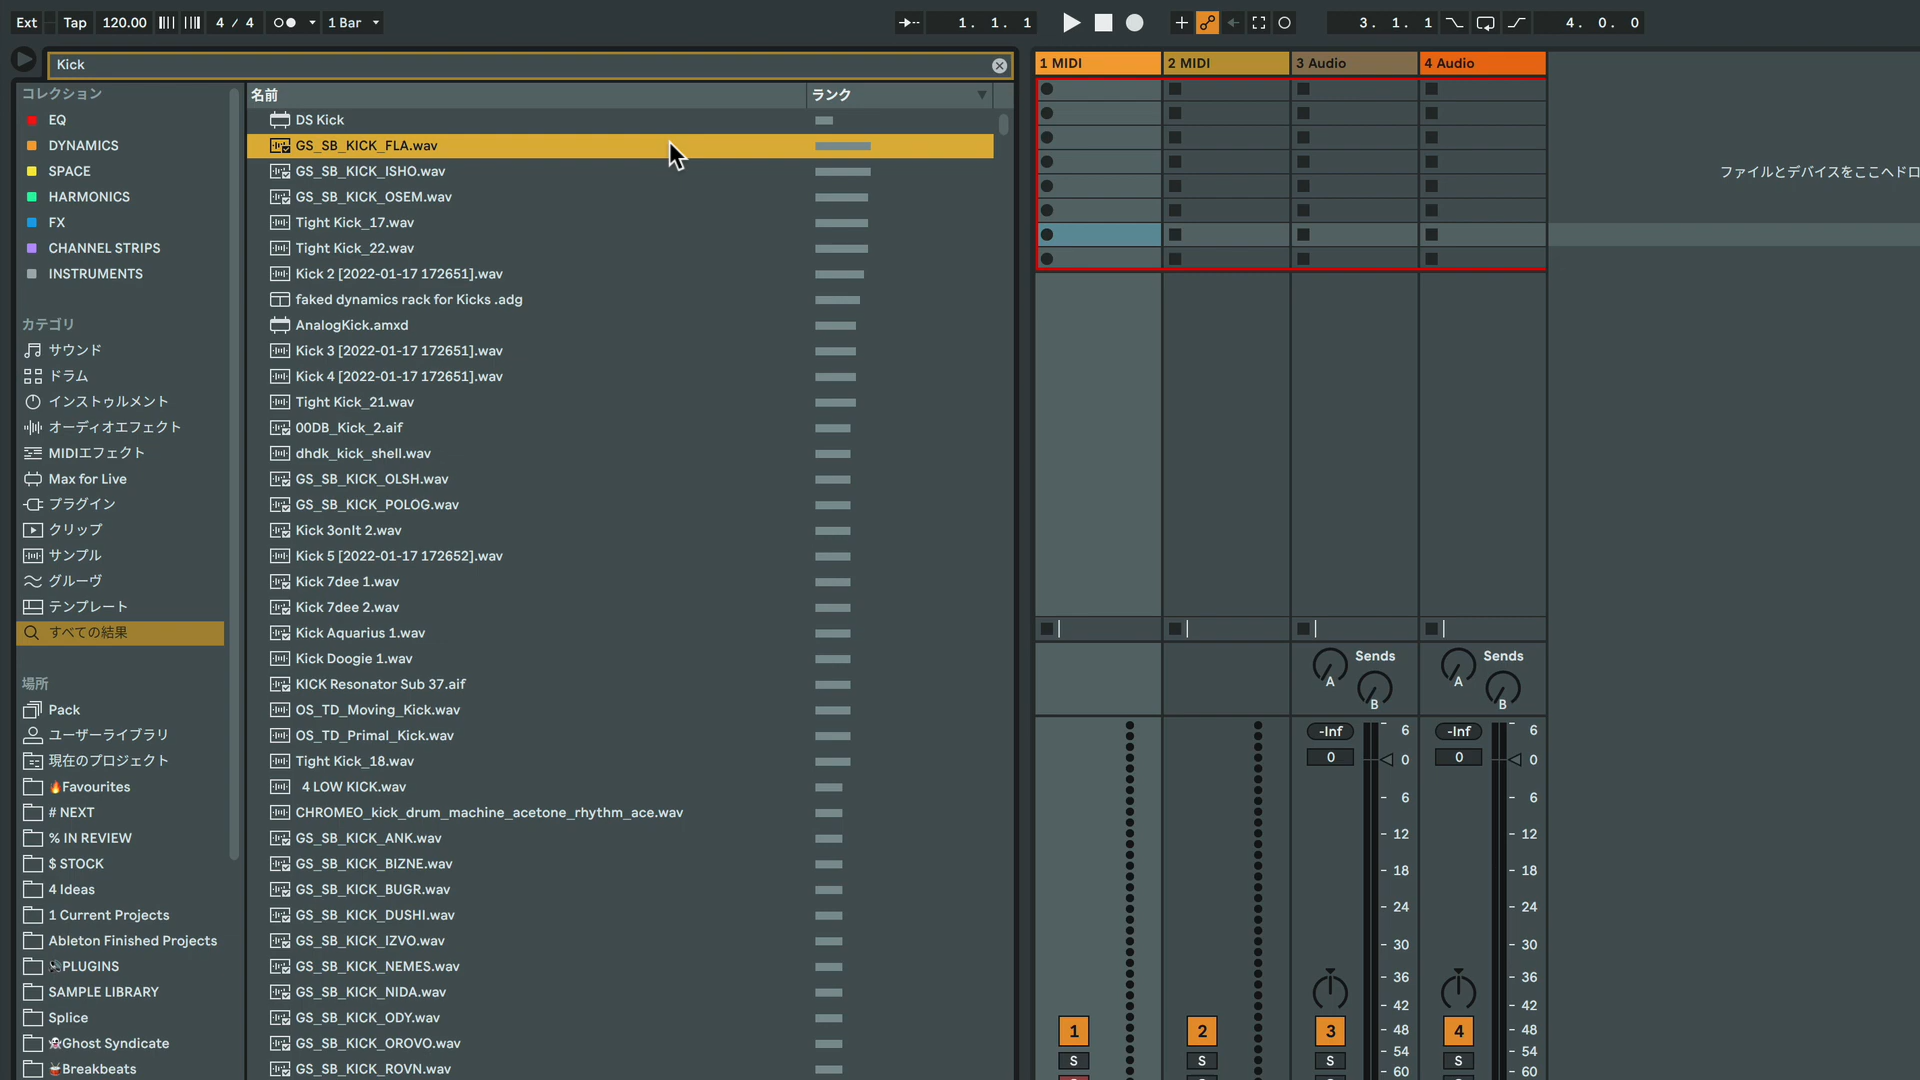 Ext Tap 120.00 4 / 4 1 Bar 1. 1. 1 3. 1. 1 4. 0. 0
Kick
コレクション
EQ
DYNAMICS
SPACE
HARMONICS
FX
CHANNEL STRIPS
INSTRUMENTS
カテゴリ
サウンド
ドラム
インストゥルメント
オーディオエフェクト
MIDIエフェクト
Max for Live
プラグイン
クリップ
サンプル
グルーヴ
テンプレート
すべての結果
場所
Pack
ユーザーライブラリ
現在のプロジェクト
Favourites
# NEXT
% IN REVIEW
$ STOCK
4 Ideas
1 Current Projects
Ableton Finished Projects
PLUGINS
SAMPLE LIBRARY
Splice
Ghost Syndicate
Breakbeats
名前 ランク
DS Kick
GS_SB_KICK_FLA.wav
GS_SB_KICK_ISHO.wav
GS_SB_KICK_OSEM.wav
Tight Kick_17.wav
Tight Kick_22.wav
Kick 2 [2022-01-17 172651].wav
faked dynamics rack for Kicks .adg
AnalogKick.amxd
Kick 3 [2022-01-17 172651].wav
Kick 4 [2022-01-17 172651].wav
Tight Kick_21.wav
00DB_Kick_2.aif
dhdk_kick_shell.wav
GS_SB_KICK_OLSH.wav
GS_SB_KICK_POLOG.wav
Kick 3onIt 2.wav
Kick 5 [2022-01-17 172652].wav
Kick 7dee 1.wav
Kick 7dee 2.wav
Kick Aquarius 1.wav
Kick Doogie 1.wav
KICK Resonator Sub 37.aif
OS_TD_Moving_Kick.wav
OS_TD_Primal_Kick.wav
Tight Kick_18.wav
4 LOW KICK.wav
CHROMEO_kick_drum_machine_acetone_rhythm_ace.wav
GS_SB_KICK_ANK.wav
GS_SB_KICK_BIZNE.wav
GS_SB_KICK_BUGR.wav
GS_SB_KICK_DUSHI.wav
GS_SB_KICK_IZVO.wav
GS_SB_KICK_NEMES.wav
GS_SB_KICK_NIDA.wav
GS_SB_KICK_ODY.wav
GS_SB_KICK_OROVO.wav
GS_SB_KICK_ROVN.wav
1 MIDI 2 MIDI 3 Audio 4 Audio
ファイルとデバイスをここへドロ
Sends Sends
A A
B B
-Inf 6 -Inf 6
0 0 0 0
6 6
12 12
18 18
24 24
30 30
36 36
42 42
1 2 3 48 4 48
54 54
S S S S
60 60